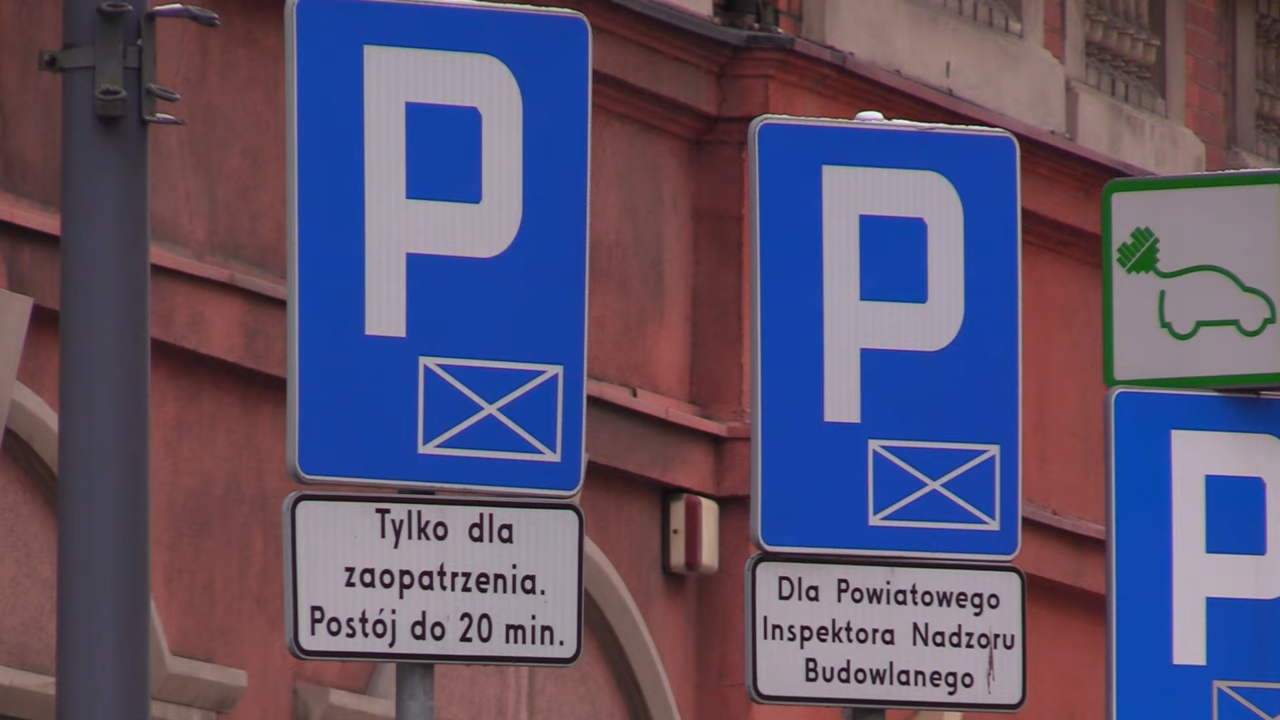 P
Tylko dla
zaopatrzenia.
Postój do 20 min.
P
Dla Powiatowego
Inspektora Nadzoru
Budowlanego
P